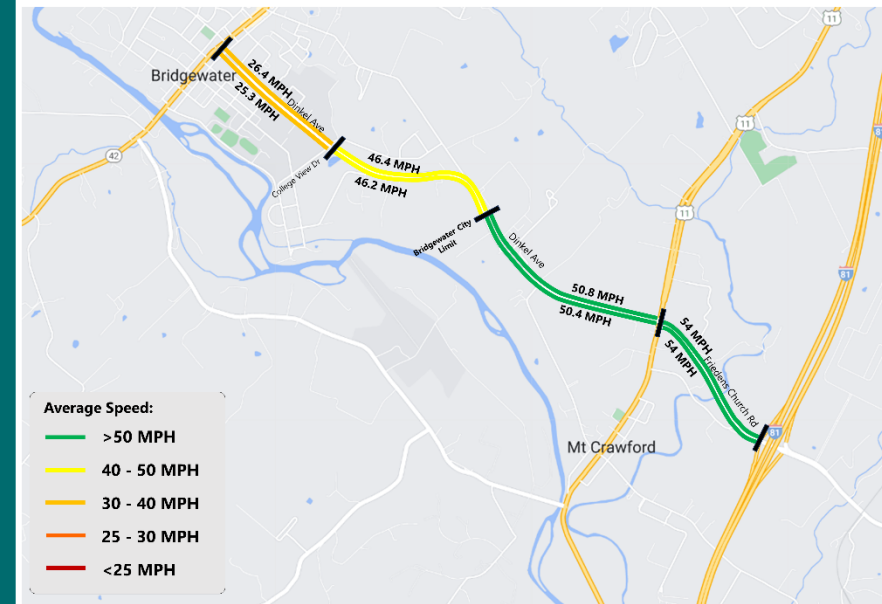 11
Bridgewater
26.4 MPH
25.3 MPH
Dinkel Ave
42
College View Dr
46.4 MPH
46.2 MPH
11
11
81
Bridgewater City
Limit
Dinkel Ave
50.8 MPH
50.4 MPH
81
54 MPH
54 MPH
Friedens Church Rd
81
Mt Crawford
Average Speed:
>50 MPH
40 - 50 MPH
30 - 40 MPH
25 - 30 MPH
<25 MPH